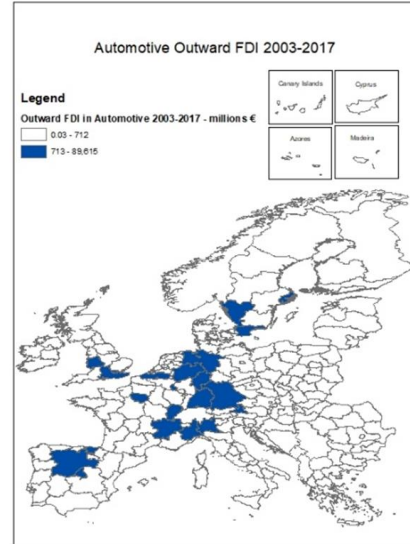 Automotive Outward FDI 2003-2017
Canary Islands
Cyprus
Legend
Outward FDI in Automotive 2003-2017 - millions €
0.03 - 712
713 - 89,615
Azores
Madeira